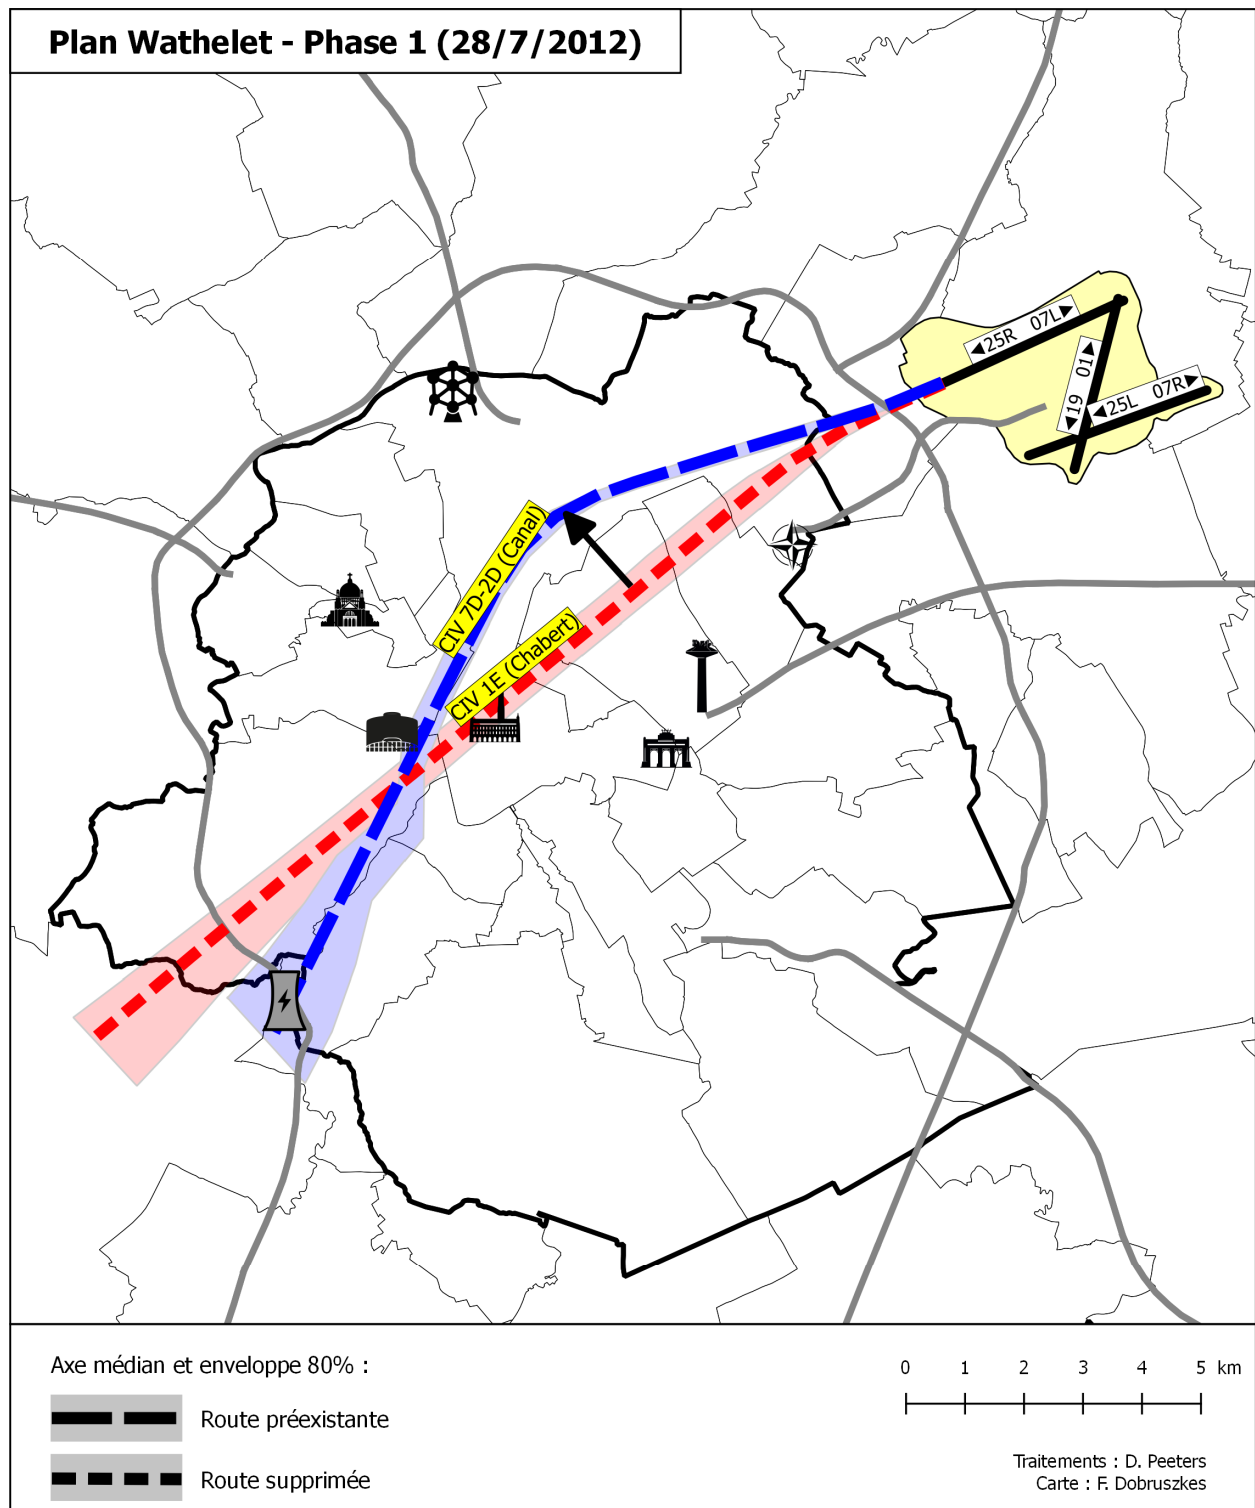 Plan Wathelet - Phase 1 (28/7/2012)
◀25R 07L▶
◀19 01▶
◀25L 07R▶
CIV 7D-2D (Canal)
CIV 1E (Chabert)
Axe médian et enveloppe 80% :
Route préexistante
Route supprimée
0 1 2 3 4 5 km
Traitements : D. Peeters
Carte : F. Dobruszkes